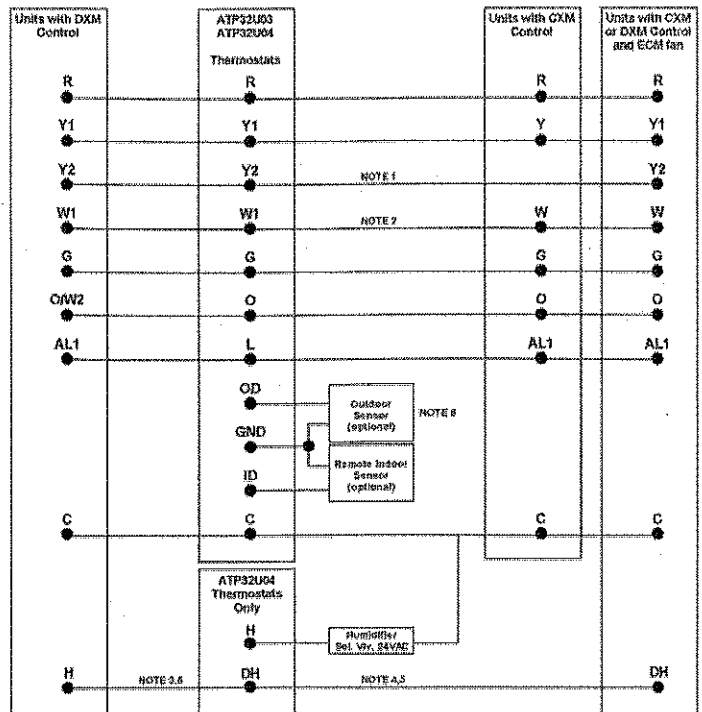 Units with DXM Control
ATP32U03
ATP32U04
Thermostats
Units with CXM Control
Units with CXM or DXM Control and ECM fan
R R R R
Y1 Y1 Y Y1
Y2 Y2 NOTE 1 Y2
W1 W1 NOTE 2 W W
G G G G
O/W2 O O O
AL1 L AL1 AL1
OD
Outdoor Sensor (optional)
NOTE 6
GND
Remote Indoor Sensor (optional)
ID
C C C C
ATP32U04
Thermostats
Only
H
Humidifier
24VAC
H NOTE 3,5 DH NOTE 4,5 DH